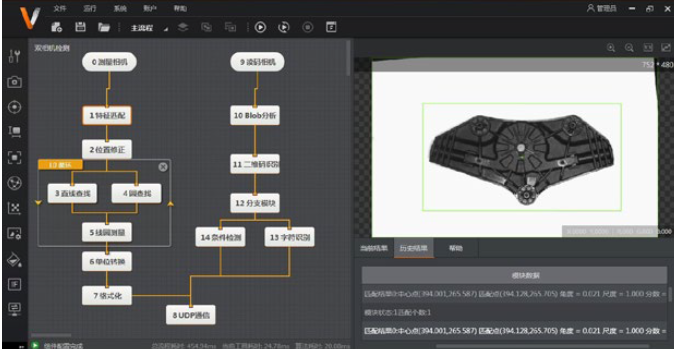 文件 运行 系统 账户 帮助 管理员
主流程
双相机检测
752 * 480
0 测量相机
9 读码相机
1 特征匹配
10 Blob分析
2 位置修正
11 二维码识别
3 直线查找
4 圆查找
12 分支模块
5 线圆测量
14 条件检测
13 字符识别
6 单位转换
7 格式化
8 UDP通信
当前结果 历史结果 帮助
模块数据
匹配结果0:中心点(394.001,265.587) 匹配点(394.128,265.705) 角度 = 0.021 尺度 = 1.000 分数 =
模块状态:1匹配个数:1
匹配结果0:中心点(394.001,265.587) 匹配点(394.128,265.705) 角度 = 0.021 尺度 = 1.000 分数 =